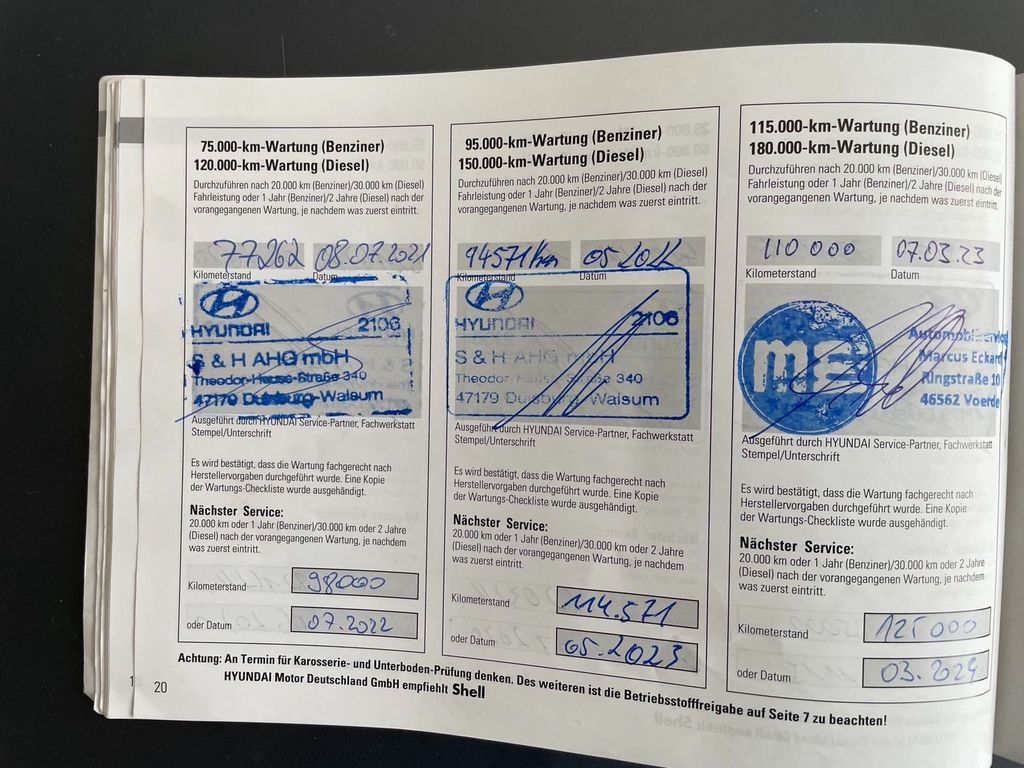 75.000-km-Wartung (Benziner)
120.000-km-Wartung (Diesel)
Durchzuführen nach 20.000 km (Benziner)/30.000 km (Diesel)
Fahrleistung oder 1 Jahr (Benziner)/2 Jahre (Diesel) nach der
vorangegangenen Wartung, je nachdem was zuerst eintritt.
77262 08.07.2021
Kilometerstand Datum
HYUNDAI 2106
S & H AHG mbH
Theodor-Heuss-Straße 340
47179 Duisburg-Walsum
Ausgeführt durch HYUNDAI Service-Partner, Fachwerkstatt
Stempel/Unterschrift
Es wird bestätigt, dass die Wartung fachgerecht nach
Herstellervorgaben durchgeführt wurde. Eine Kopie
der Wartungs-Checkliste wurde ausgehändigt.
Nächster Service:
20.000 km oder 1 Jahr (Benziner)/30.000 km oder 2 Jahre
(Diesel) nach der vorangegangenen Wartung, je nachdem
was zuerst eintritt.
Kilometerstand 98000
oder Datum 07.2022
95.000-km-Wartung (Benziner)
150.000-km-Wartung (Diesel)
Durchzuführen nach 20.000 km (Benziner)/30.000 km (Diesel)
Fahrleistung oder 1 Jahr (Benziner)/2 Jahre (Diesel) nach der
vorangegangenen Wartung, je nachdem was zuerst eintritt.
94571 km 05 2022
Kilometerstand Datum
HYUNDAI 2106
S & H AHG mbH
Theodor-Heuss-Straße 340
47179 Duisburg-Walsum
Ausgeführt durch HYUNDAI Service-Partner, Fachwerkstatt
Stempel/Unterschrift
Es wird bestätigt, dass die Wartung fachgerecht nach
Herstellervorgaben durchgeführt wurde. Eine Kopie
der Wartungs-Checkliste wurde ausgehändigt.
Nächster Service:
20.000 km oder 1 Jahr (Benziner)/30.000 km oder 2 Jahre
(Diesel) nach der vorangegangenen Wartung, je nachdem
was zuerst eintritt.
Kilometerstand 114.571
oder Datum 05.2023
115.000-km-Wartung (Benziner)
180.000-km-Wartung (Diesel)
Durchzuführen nach 20.000 km (Benziner)/30.000 km (Diesel)
Fahrleistung oder 1 Jahr (Benziner)/2 Jahre (Diesel) nach der
vorangegangenen Wartung, je nachdem was zuerst eintritt.
110 000 07.03.23
Kilometerstand Datum
me
Automobilservice
Marcus Eckard
Ringstraße 10
46562 Voerde
Ausgeführt durch HYUNDAI Service-Partner, Fachwerkstatt
Stempel/Unterschrift
Es wird bestätigt, dass die Wartung fachgerecht nach
Herstellervorgaben durchgeführt wurde. Eine Kopie
der Wartungs-Checkliste wurde ausgehändigt.
Nächster Service:
20.000 km oder 1 Jahr (Benziner)/30.000 km oder 2 Jahre
(Diesel) nach der vorangegangenen Wartung, je nachdem
was zuerst eintritt.
Kilometerstand 125 000
oder Datum 03.2024
Achtung: An Termin für Karosserie- und Unterboden-Prüfung denken. Des weiteren ist die Betriebsstofffreigabe auf Seite 7 zu beachten!
20 HYUNDAI Motor Deutschland GmbH empfiehlt Shell